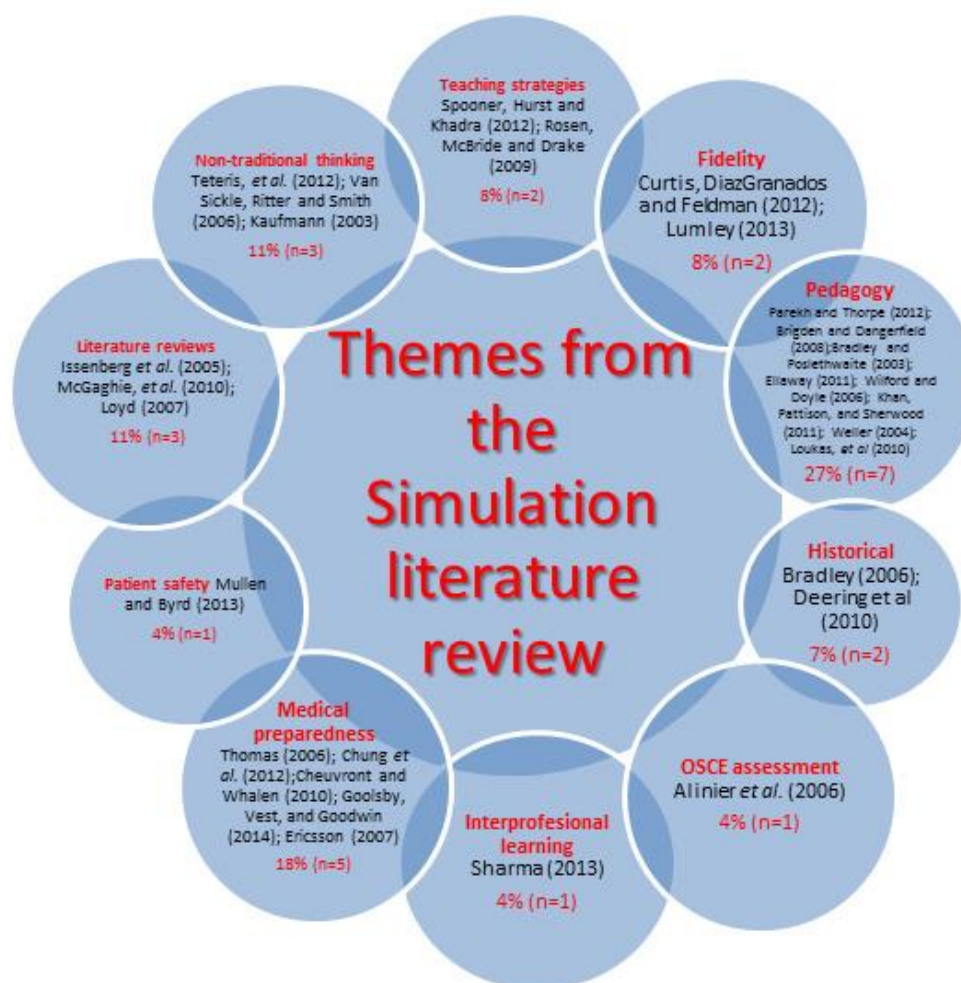 Teaching strategies
Spooner, Hurst and
Khadra (2012); Rosen,
McBride and Drake
(2009)
8% (n=2)
Fidelity
Curtis, DiazGranados
and Feldman (2012);
Lumley (2013)
8% (n=2)
Pedagogy
Parekh and Thorpe (2012);
Brigden and Dangerfield
(2008);Bradley and
Poslethwaite (2003);
Ellaway (2011); Wilford and
Doyle (2006); Khan,
Pattison, and Sherwood
(2011); Weller (2004);
Loukas, et al (2010)
27% (n=7)
Historical
Bradley (2006);
Deering et al
(2010)
7% (n=2)
OSCE assessment
Alinier et al. (2006)
4% (n=1)
Interprofesional
learning
Sharma (2013)
4% (n=1)
Medical
preparedness
Thomas (2006); Chung et
al. (2012);Cheuvront and
Whalen (2010); Goolsby,
Vest, and Goodwin
(2014); Ericsson (2007)
18% (n=5)
Patient safety Mullen
and Byrd (2013)
4% (n=1)
Literature reviews
Issenberg et al. (2005);
McGaghie, et al. (2010);
Loyd (2007)
11% (n=3)
Non-traditional thinking
Teteris, et al. (2012); Van
Sickle, Ritter and Smith
(2006); Kaufmann (2003)
11% (n=3)
Themes from
the
Simulation
literature
review